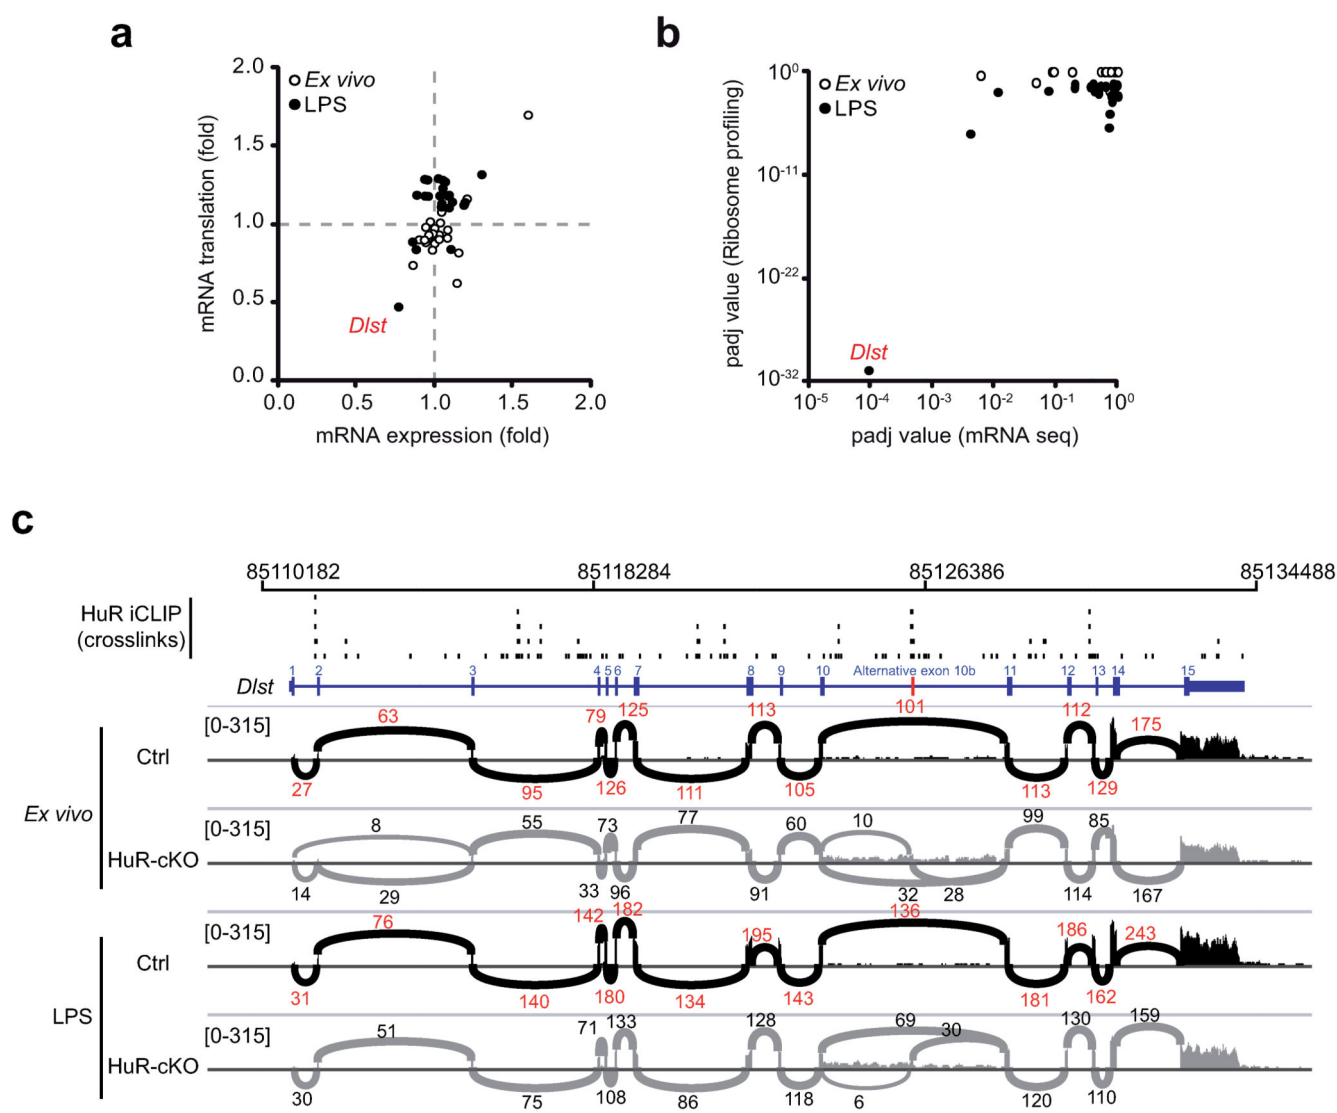 a
2.0
1.5
1.0
0.5
0.0
mRNA translation (fold)
Ex vivo
LPS
Dlst
0.0 0.5 1.0 1.5 2.0
mRNA expression (fold)
b
10⁰
10⁻¹¹
10⁻²²
10⁻³²
padj value (Ribosome profiling)
Ex vivo
LPS
Dlst
10⁻⁵ 10⁻⁴ 10⁻³ 10⁻² 10⁻¹ 10⁰
padj value (mRNA seq)
c
85110182 85118284 85126386 85134488
HuR iCLIP
(crosslinks)
1 2 3 4 5 6 7 8 9 10 Alternative exon 10b 11 12 13 14 15
Dlst
Ex vivo
Ctrl
[0-315]
63 79 125 113 101 112 175
27 95 126 111 105 113 129
HuR-cKO
[0-315]
8 55 73 77 60 10 99 85
14 29 33 96 91 32 28 114 167
LPS
Ctrl
[0-315]
76 142 182 195 136 186 243
31 140 180 134 143 181 162
HuR-cKO
[0-315]
51 71 133 128 69 30 130 159
30 75 108 86 118 6 120 110